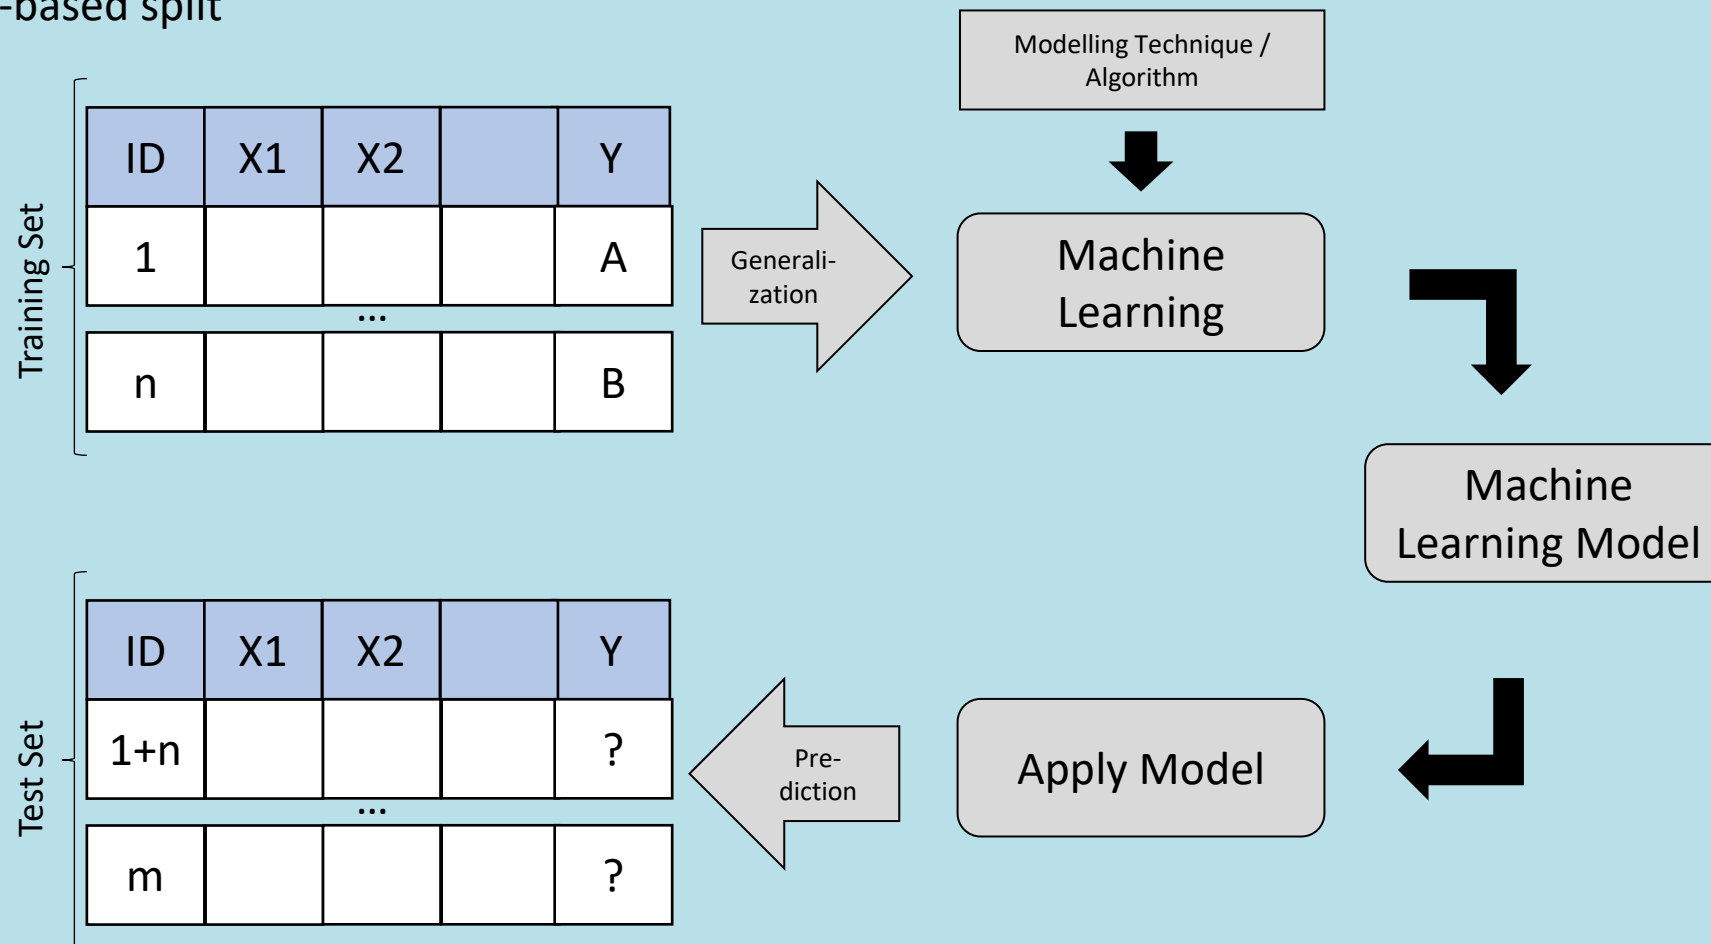 -based split
Modelling Technique /
Algorithm
Training Set
ID X1 X2 Y
1 A
...
n B
Generali-
zation
Machine
Learning
Machine
Learning Model
Test Set
ID X1 X2 Y
1+n ?
...
m ?
Pre-
diction
Apply Model